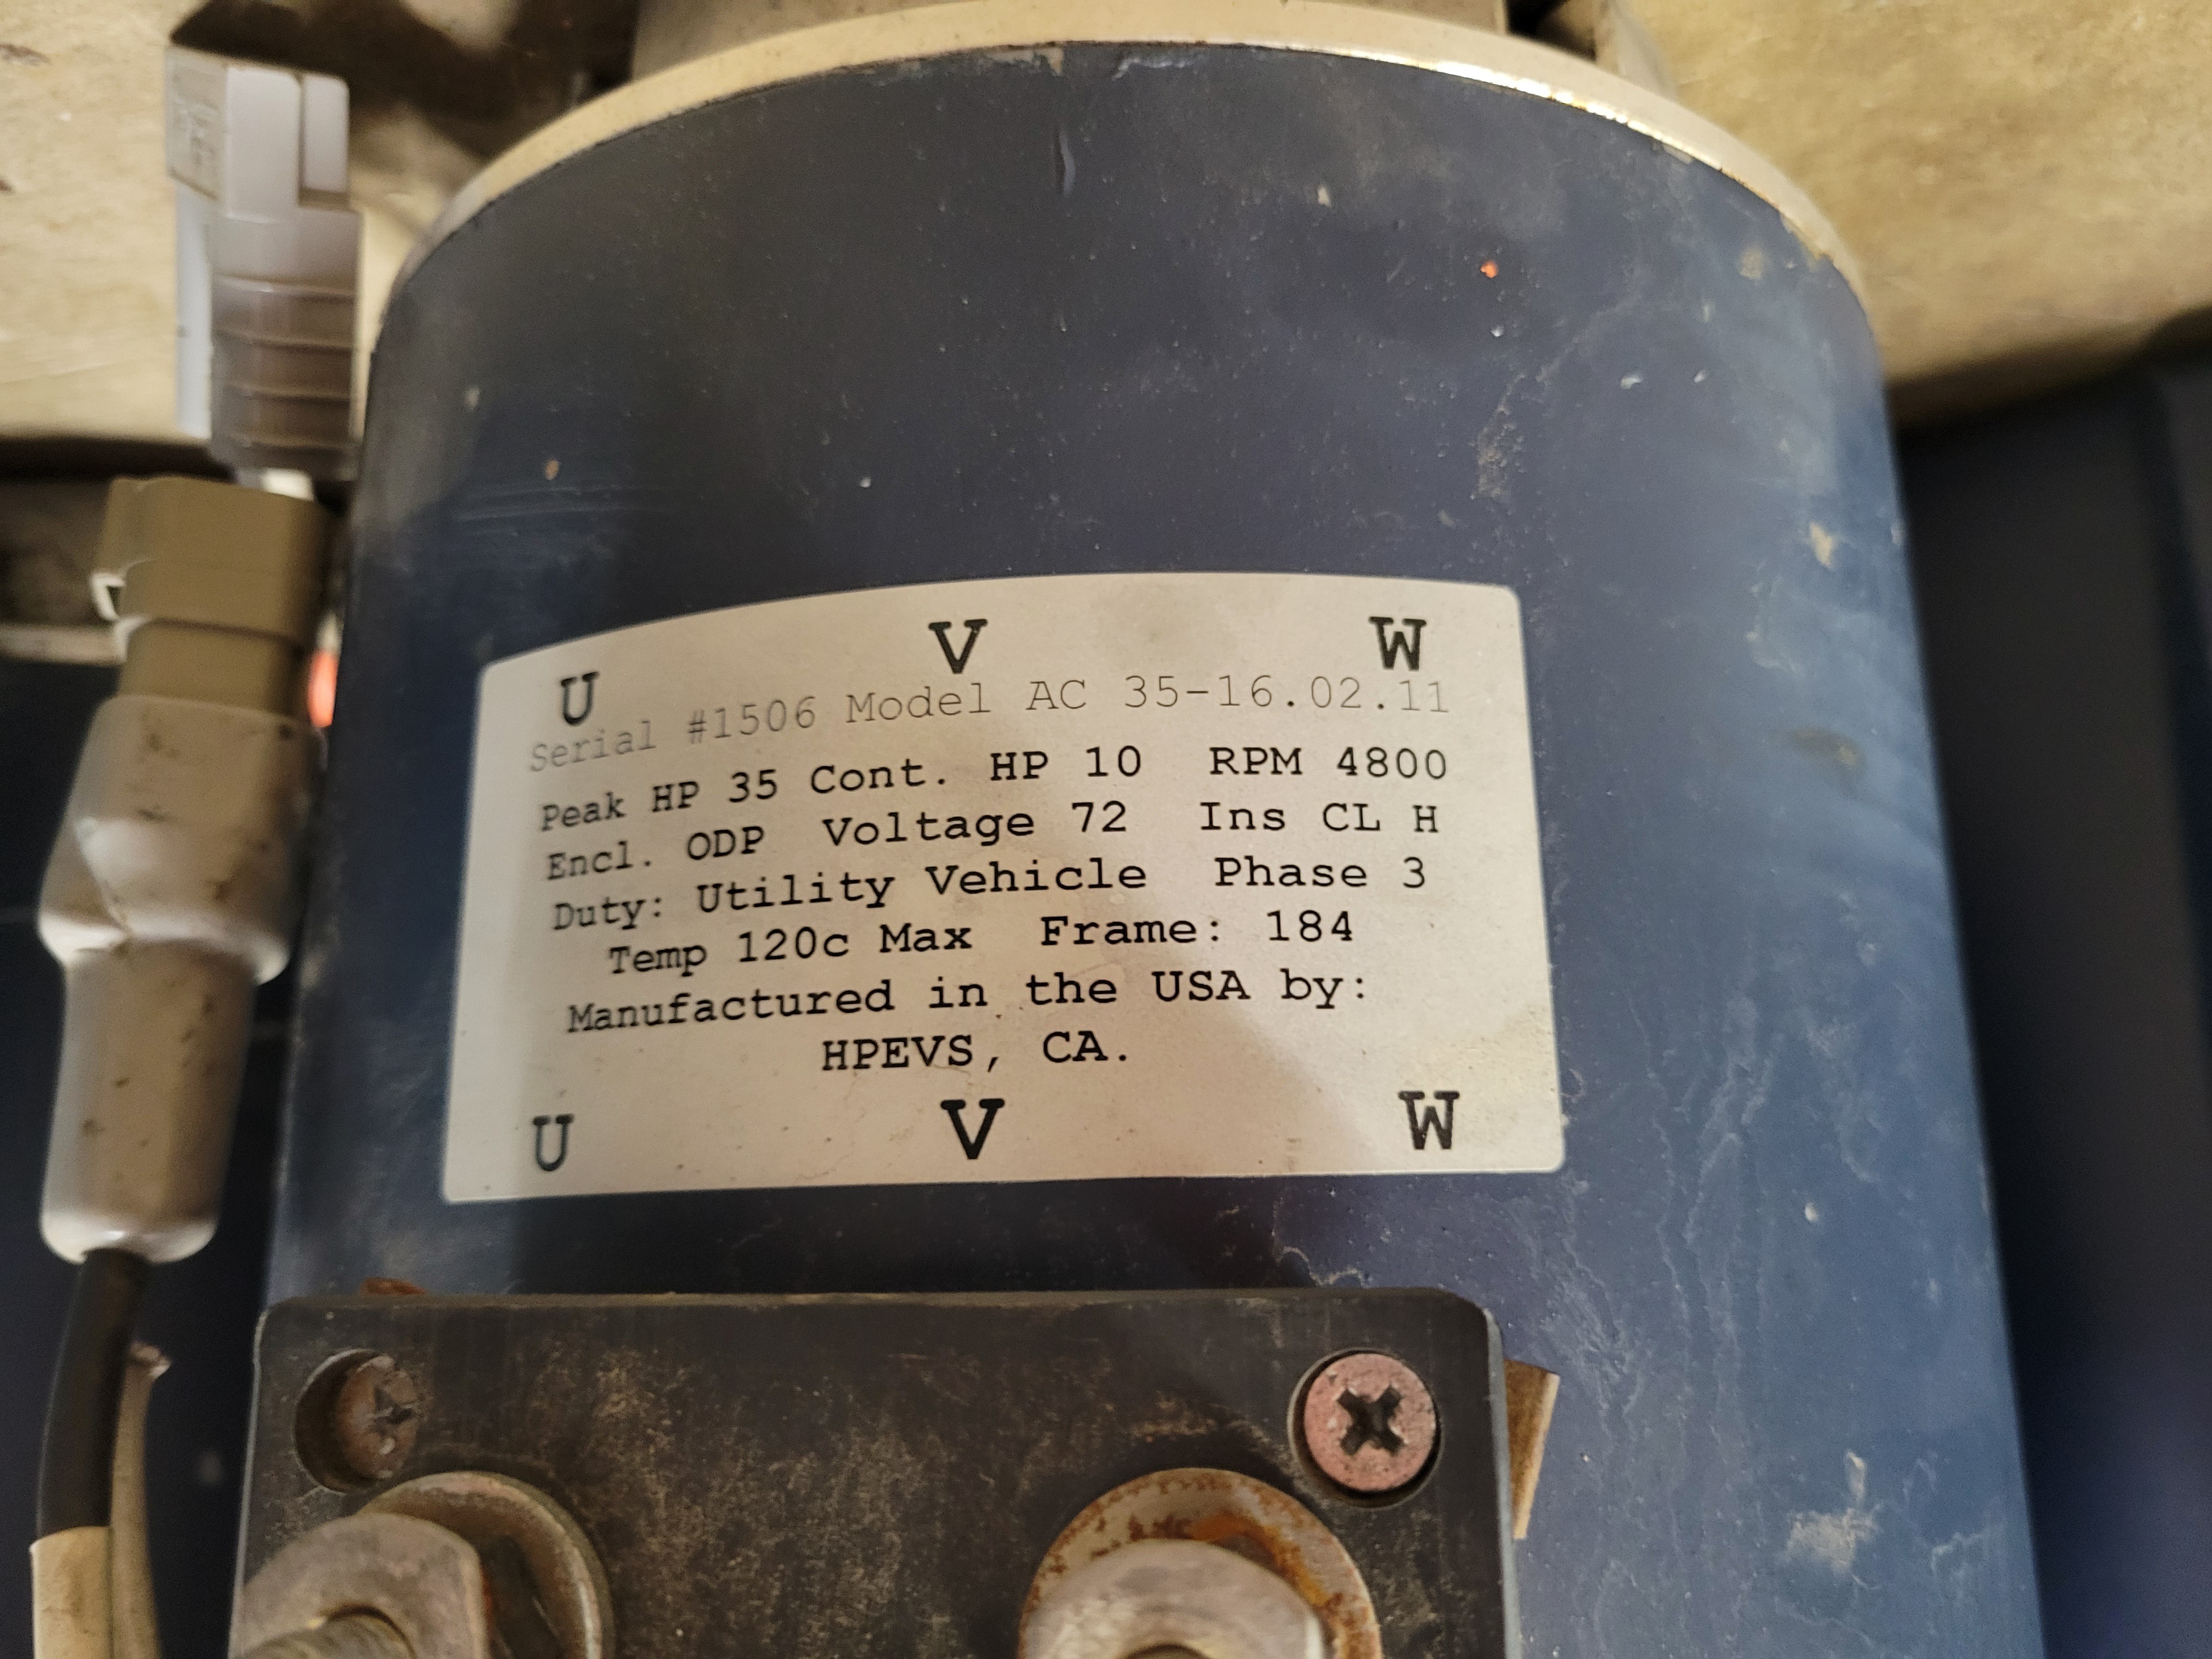 U V W
Serial #1506 Model AC 35-16.02.11
Peak HP 35 Cont. HP 10 RPM 4800
Encl. ODP Voltage 72 Ins CL H
Duty: Utility Vehicle Phase 3
Temp 120c Max Frame: 184
Manufactured in the USA by:
HPEVS, CA.
U V W